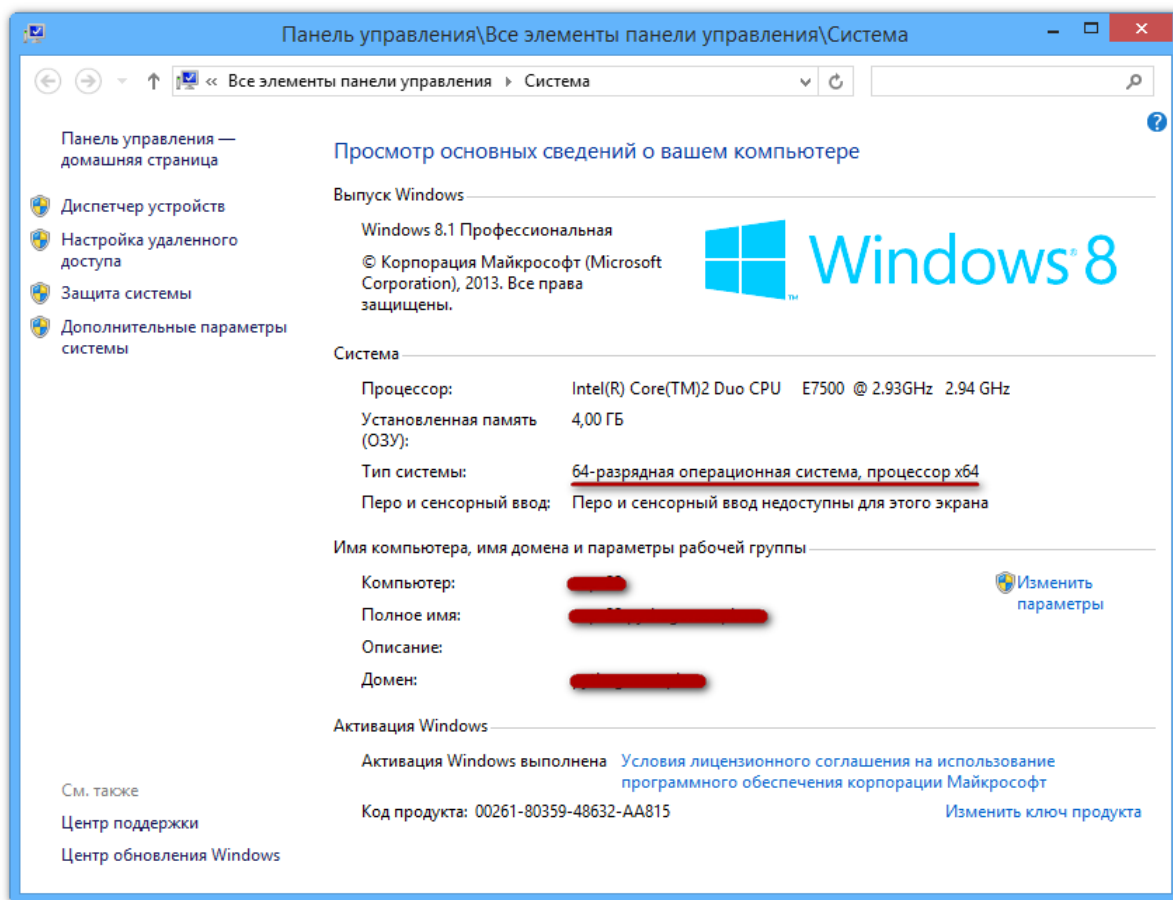 Панель управления\Все элементы панели управления\Система
« Все элементы панели управления Система
Панель управления —
домашняя страница
Диспетчер устройств
Настройка удаленного
доступа
Защита системы
Дополнительные параметры
системы
Просмотр основных сведений о вашем компьютере
Выпуск Windows
Windows 8.1 Профессиональная
© Корпорация Майкрософт (Microsoft
Corporation), 2013. Все права
защищены.
Windows 8
Система
Процессор: Intel(R) Core(TM)2 Duo CPU E7500 @ 2.93GHz 2.94 GHz
Установленная память 4,00 ГБ
(ОЗУ):
Тип системы: 64-разрядная операционная система, процессор x64
Перо и сенсорный ввод: Перо и сенсорный ввод недоступны для этого экрана
Имя компьютера, имя домена и параметры рабочей группы
Компьютер:
Изменить
параметры
Полное имя:
Описание:
Домен:
Активация Windows
Активация Windows выполнена Условия лицензионного соглашения на использование
программного обеспечения корпорации Майкрософт
Код продукта: 00261-80359-48632-AA815 Изменить ключ продукта
См. также
Центр поддержки
Центр обновления Windows